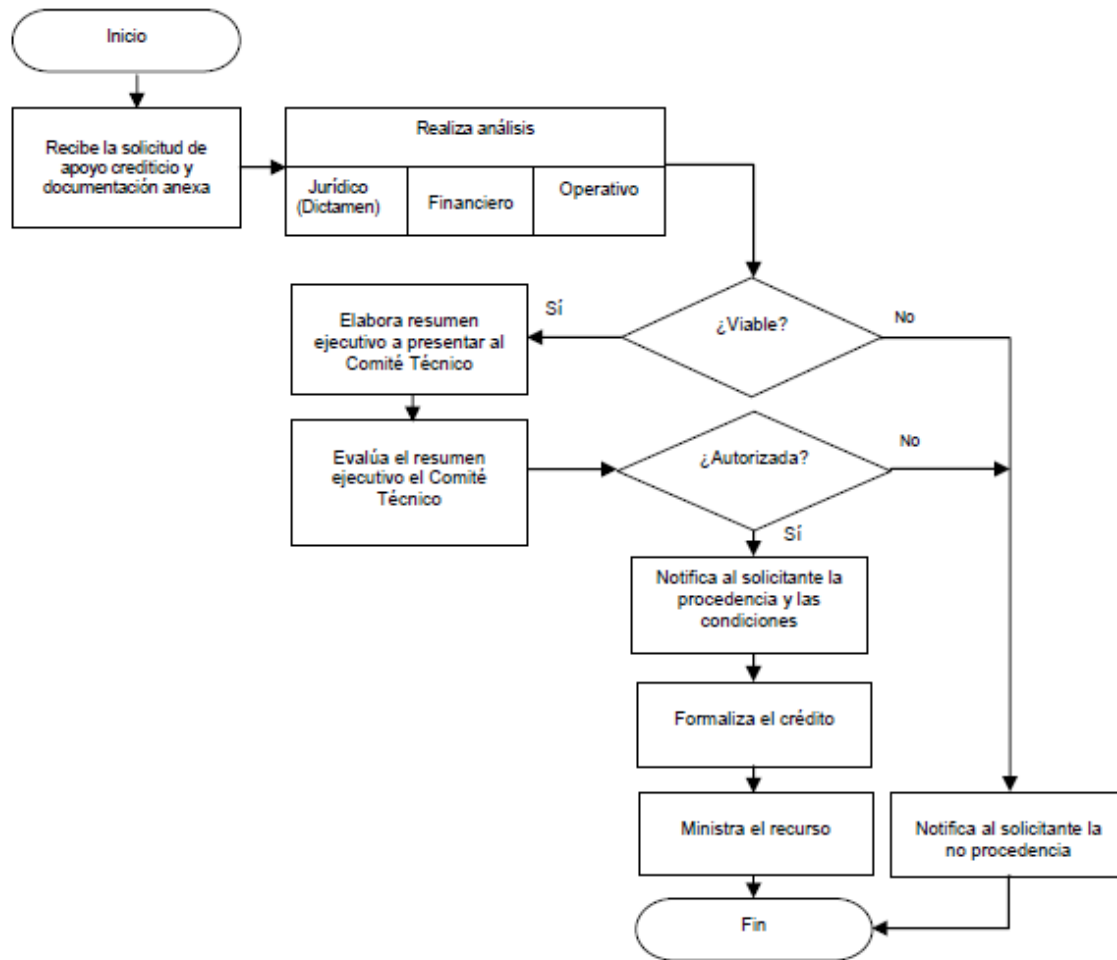 Inicio
Recibe la solicitud de
apoyo crediticio y
documentación anexa
Realiza análisis
Jurídico
(Dictamen)
Financiero
Operativo
¿Viable?
Sí
No
Elabora resumen
ejecutivo a presentar al
Comité Técnico
Evalúa el resumen
ejecutivo el Comité
Técnico
¿Autorizada?
No
Sí
Notifica al solicitante la
procedencia y las
condiciones
Formaliza el crédito
Ministra el recurso
Notifica al solicitante la
no procedencia
Fin